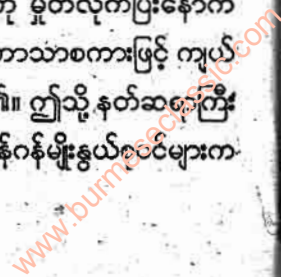 ကို မှုတ်လိုက်ပြီးနောက်
ဘာသာစကားဖြင့် ကျယ်
၏။ ဤသို့ နတ်ဆရာကြီး
န်ဂန်မျိုးနွယ်စုဝင်များက
www.burmeseclassic.com